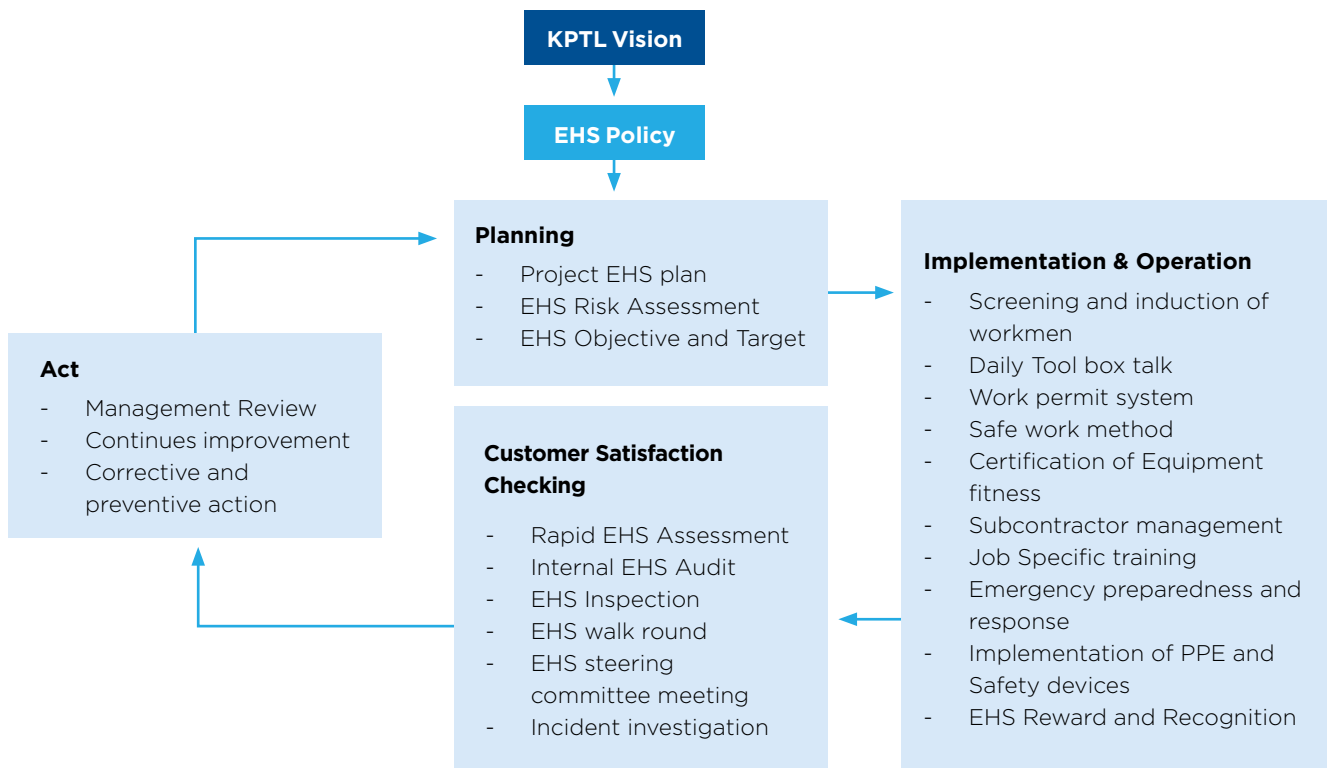 KPTL Vision
EHS Policy
Planning
- Project EHS plan
- EHS Risk Assessment
- EHS Objective and Target
Implementation & Operation
- Screening and induction of
workmen
- Daily Tool box talk
- Work permit system
- Safe work method
- Certification of Equipment
fitness
- Subcontractor management
- Job Specific training
- Emergency preparedness and
response
- Implementation of PPE and
Safety devices
- EHS Reward and Recognition
Customer Satisfaction
Checking
- Rapid EHS Assessment
- Internal EHS Audit
- EHS Inspection
- EHS walk round
- EHS steering
committee meeting
- Incident investigation
Act
- Management Review
- Continues improvement
- Corrective and
preventive action